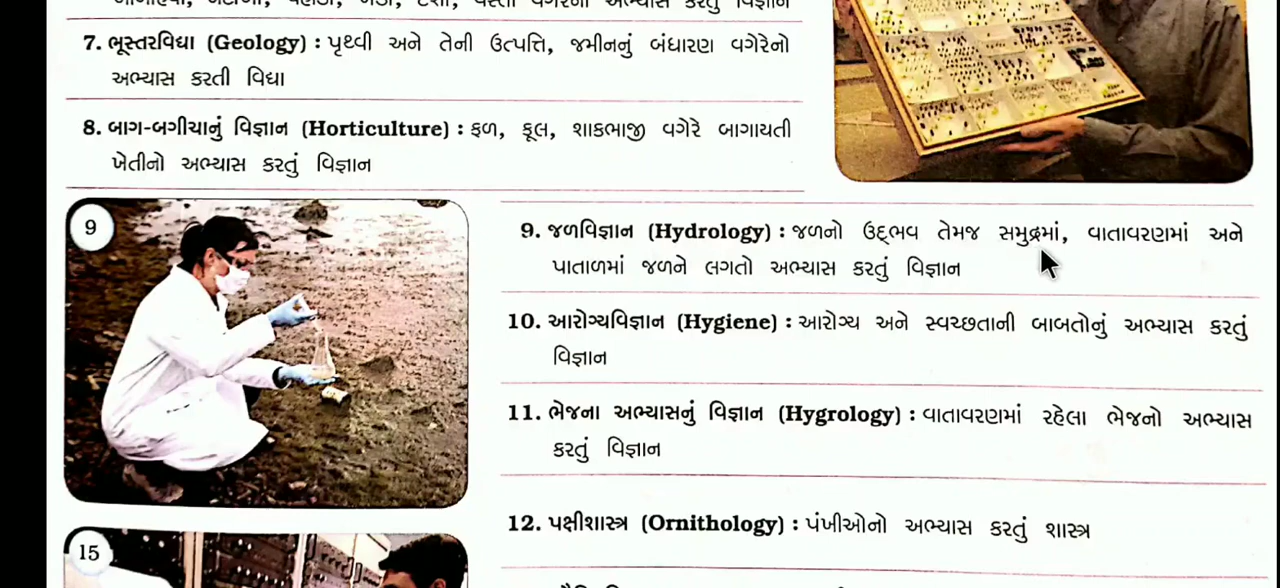 7. ભૂસ્તરવિદ્યા (Geology) : પૃથ્વી અને તેની ઉત્પત્તિ, જમીનનું બંધારણ વગેરેનો
અભ્યાસ કરતી વિદ્યા
8. બાગ-બગીચાનું વિજ્ઞાન (Horticulture) : ફળ, ફૂલ, શાકભાજી વગેરે બાગાયતી
ખેતીનો અભ્યાસ કરતું વિજ્ઞાન
9
9. જળવિજ્ઞાન (Hydrology) : જળનો ઉદ્ભવ તેમજ સમુદ્રમાં, વાતાવરણમાં અને
પાતાળમાં જળને લગતો અભ્યાસ કરતું વિજ્ઞાન
10. આરોગ્યવિજ્ઞાન (Hygiene) : આરોગ્ય અને સ્વચ્છતાની બાબતોનું અભ્યાસ કરતું
વિજ્ઞાન
11. ભેજના અભ્યાસનું વિજ્ઞાન (Hygrology) : વાતાવરણમાં રહેલા ભેજનો અભ્યાસ
કરતું વિજ્ઞાન
12. પક્ષીશાસ્ત્ર (Ornithology) : પંખીઓનો અભ્યાસ કરતું શાસ્ત્ર
15